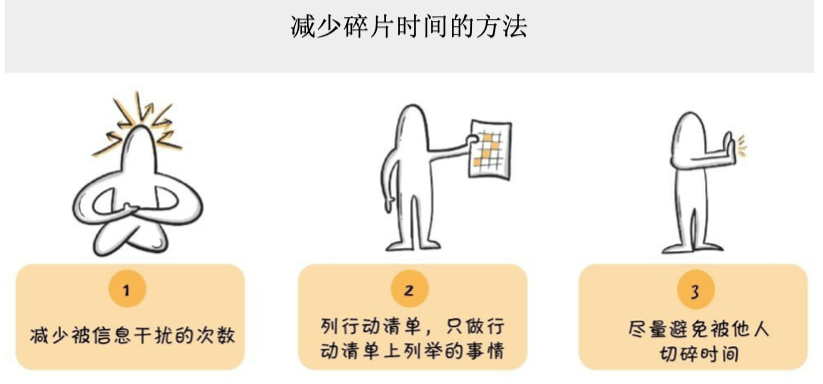 减少碎片时间的方法
1
减少被信息干扰的次数
2
列行动清单，只做行
动清单上列举的事情
3
尽量避免被他人
切碎时间